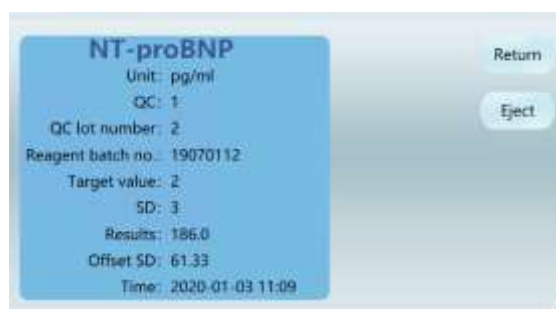 NT-proBNP
Unit: pg/ml
QC: 1
QC lot number: 2
Reagent batch no.: 19070112
Target value: 2
SD: 3
Results: 186.0
Offset SD: 61.33
Time: 2020-01-03 11:09
Return
Eject